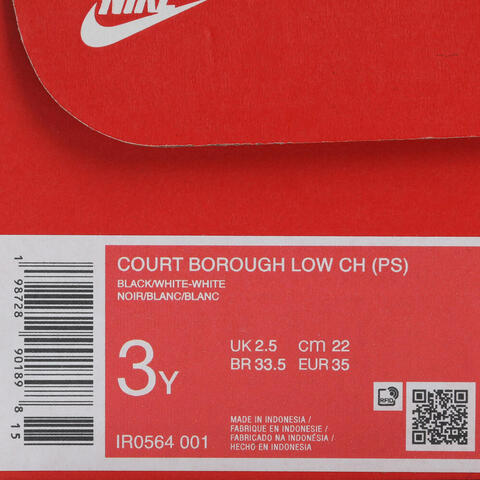 NIKE
COURT BOROUGH LOW CH (PS)
BLACK/WHITE-WHITE
NOIR/BLANC/BLANC
3Y
UK 2.5 cm 22
BR 33.5 EUR 35
IR0564 001
MADE IN INDONESIA /
FABRIQUE EN INDONESIE /
FABRICADO NA INDONESIA /
HECHO EN INDONESIA
RFID
1 98728 90189 8 15